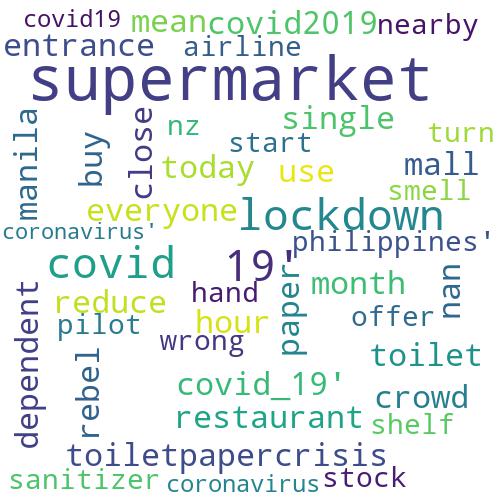 covid19 mean covid2019 nearby
entrance airline
supermarket
manila buy close nz single turn
start
today use mall
smell
everyone lockdown
coronavirus' philippines'
covid 19'
dependent reduce hand paper month nan
pilot hour offer
rebel wrong toilet
covid_19' crowd
restaurant shelf
toiletpapercrisis
sanitizer coronavirus stock